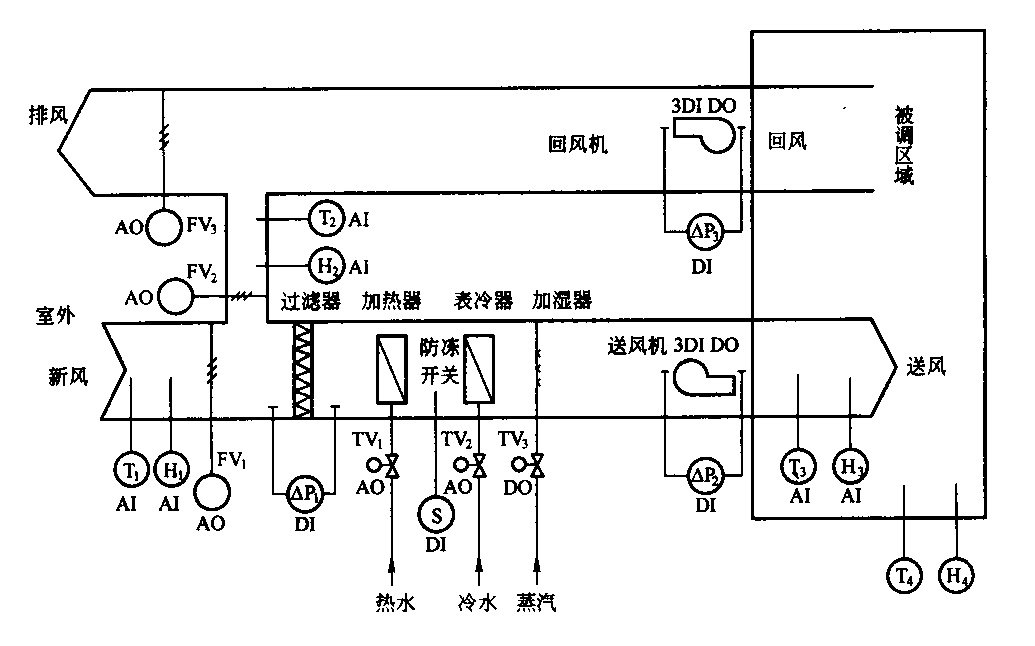 3DI DO
排风
回风机
回风
被调区域
AO
FV₃
T₂
AI
ΔP₃
DI
FV₂
H₂
AI
AO
室外
过滤器
加热器
表冷器
加湿器
新风
防冻
开关
送风机 3DI DO
送风
TV₁
TV₂
TV₃
T₁
H₁
FV₁
AO
AO
DO
T₃
H₃
AI
AI
AO
ΔP₁
DI
S
DI
ΔP₂
DI
AI
AI
T₄
H₄
热水
冷水
蒸汽